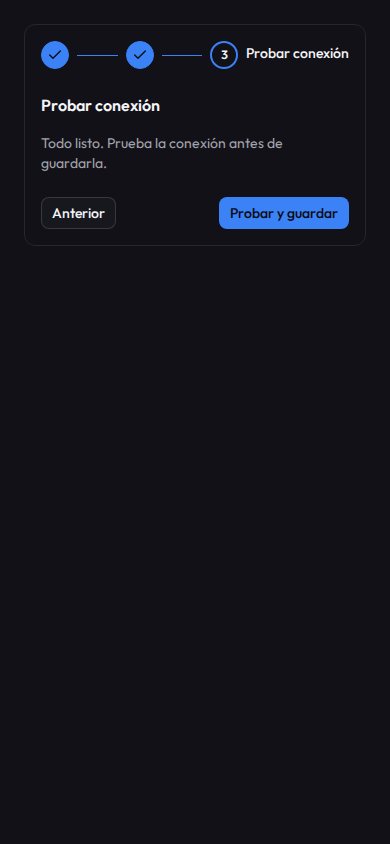 3 Probar conexión
Probar conexión
Todo listo. Prueba la conexión antes de
guardarla.
Anterior
Probar y guardar